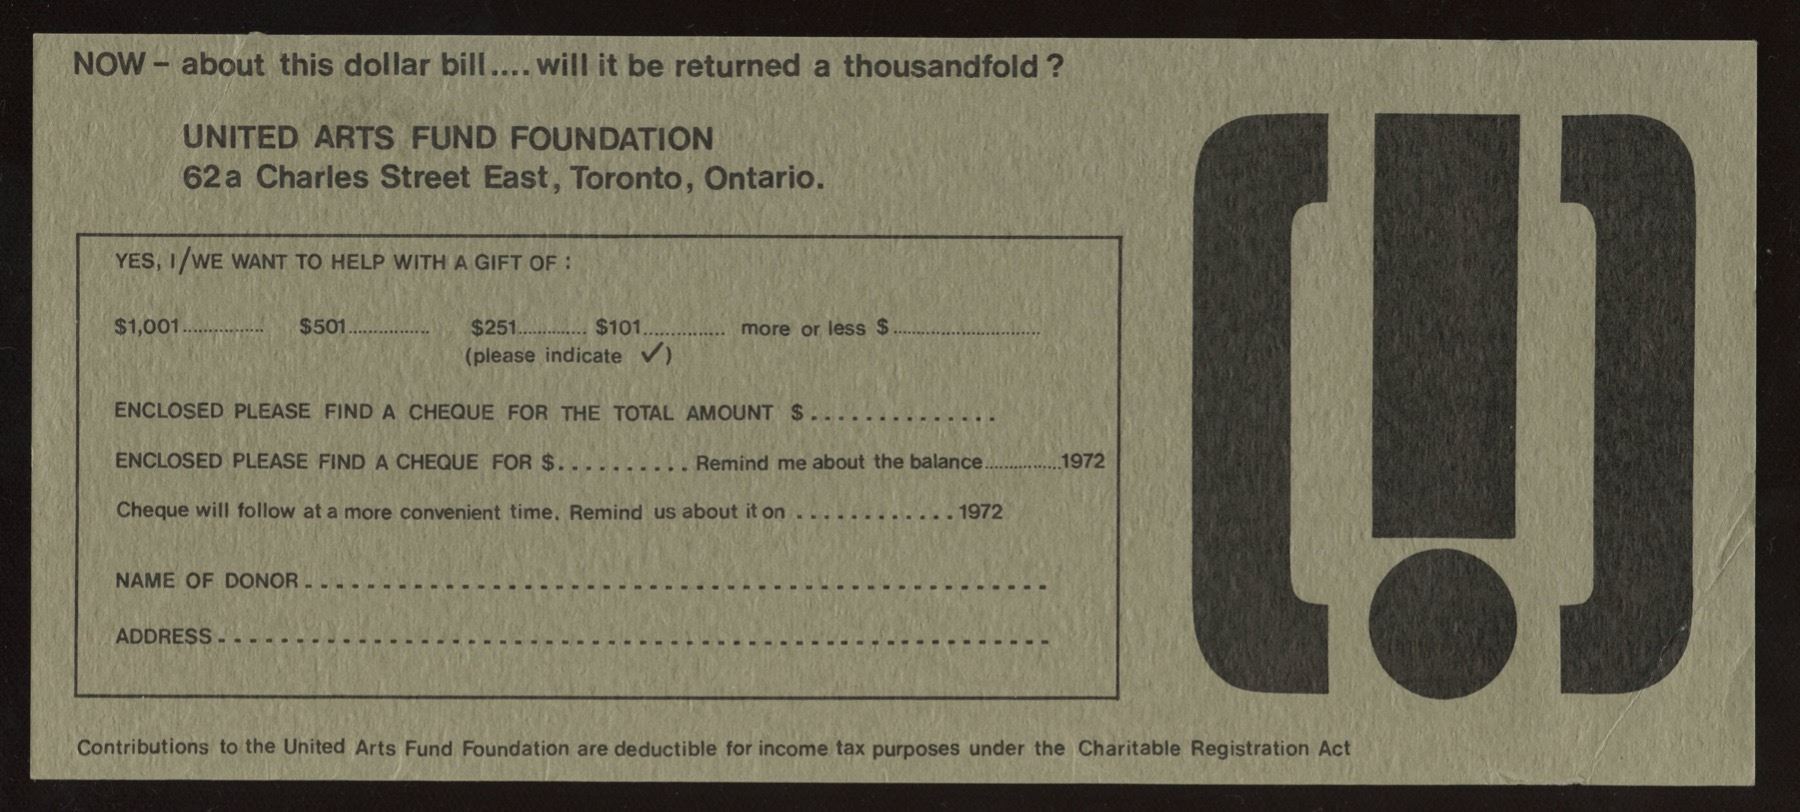 NOW - about this dollar bill.... will it be returned a thousandfold ?
UNITED ARTS FUND FOUNDATION
62a Charles Street East, Toronto, Ontario.
YES, I/WE WANT TO HELP WITH A GIFT OF :
$1,001................ $501................ $251............. $101............... more or less $............................
(please indicate ✓)
ENCLOSED PLEASE FIND A CHEQUE FOR THE TOTAL AMOUNT $..............
ENCLOSED PLEASE FIND A CHEQUE FOR $.......... Remind me about the balance...............1972
Cheque will follow at a more convenient time. Remind us about it on ............1972
NAME OF DONOR
ADDRESS
[!]
Contributions to the United Arts Fund Foundation are deductible for income tax purposes under the Charitable Registration Act